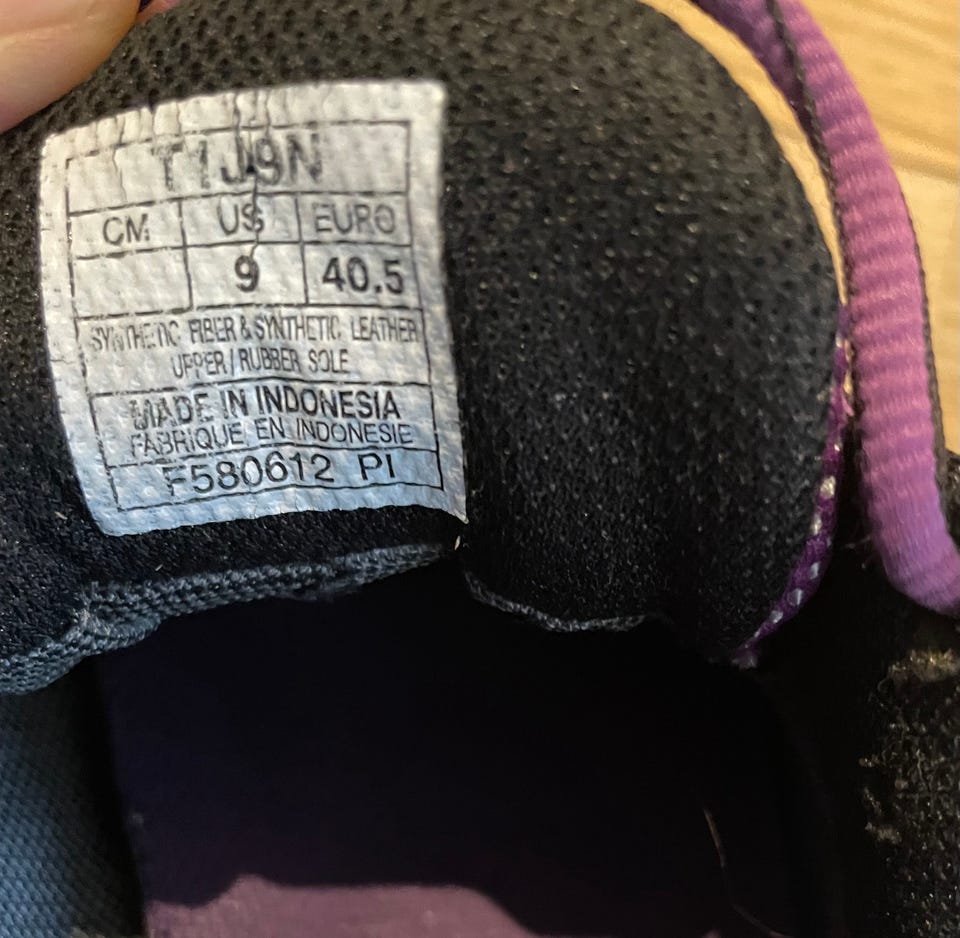 T1J9N
CM US EURO
9 40.5
SYNTHETIC FIBER & SYNTHETIC LEATHER
UPPER / RUBBER SOLE
MADE IN INDONESIA
FABRIQUE EN INDONESIE
F580612 PI